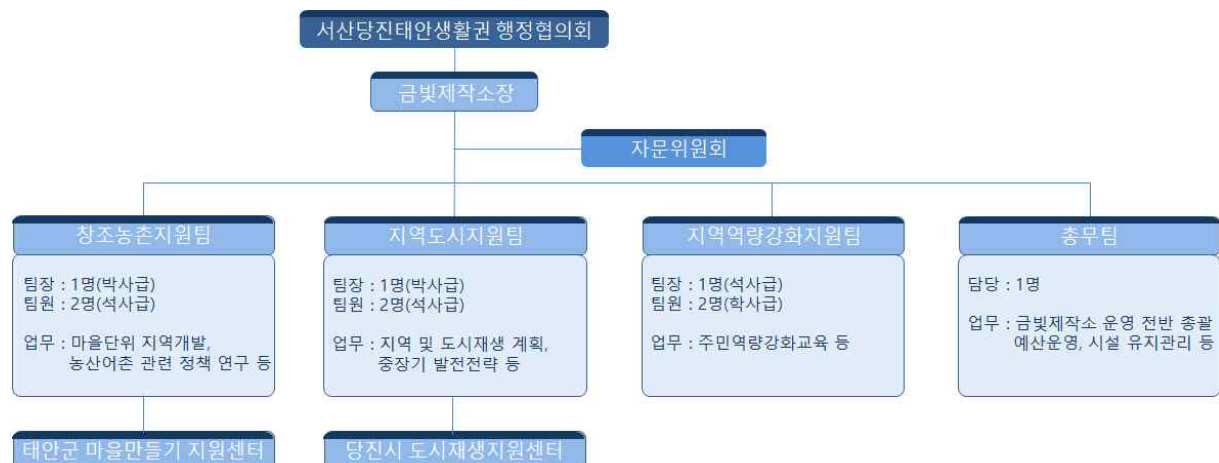 서산당진태안생활권 행정협의회
금빛제작소장
자문위원회
창조농촌지원팀
팀장 : 1명(박사급)
팀원 : 2명(석사급)
업무 : 마을단위 지역개발,
농산어촌 관련 정책 연구 등
지역도시지원팀
팀장 : 1명(박사급)
팀원 : 2명(석사급)
업무 : 지역 및 도시재생 계획,
중장기 발전전략 등
지역역량강화지원팀
팀장 : 1명(석사급)
팀원 : 2명(학사급)
업무 : 주민역량강화교육 등
총무팀
담당 : 1명
업무 : 금빛제작소 운영 전반 총괄
예산운영, 시설 유지관리 등
태안군 마을만들기 지원센터
당진시 도시재생지원센터